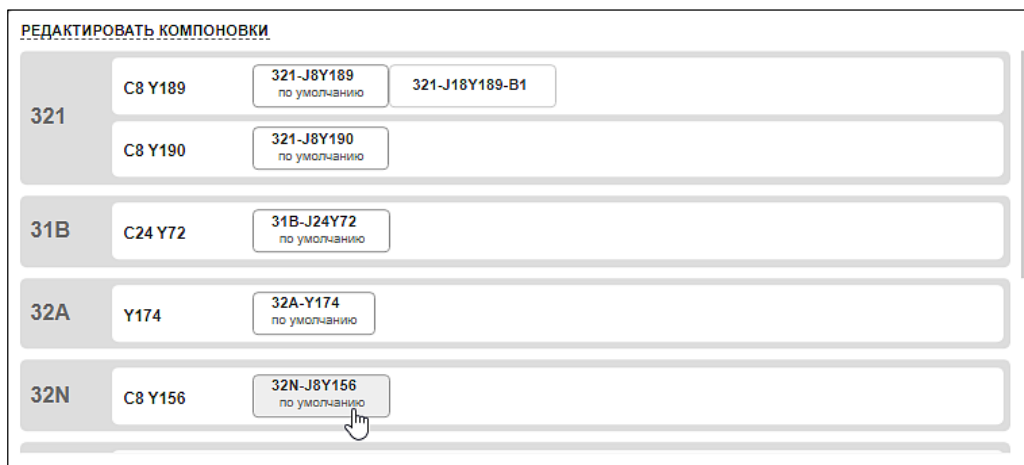 РЕДАКТИРОВАТЬ КОМПОНОВКИ
321
C8 Y189
321-J8Y189
по умолчанию
321-J18Y189-B1
C8 Y190
321-J8Y190
по умолчанию
31B
C24 Y72
31B-J24Y72
по умолчанию
32A
Y174
32A-Y174
по умолчанию
32N
C8 Y156
32N-J8Y156
по умолчанию